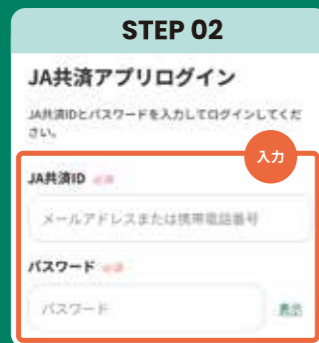 STEP 02
JA共済アプリログイン
JA共済IDとパスワードを入力してログインしてくだ
さい。
入力
JA共済ID 必須
メールアドレスまたは携帯電話番号
パスワード 必須
パスワード
表示